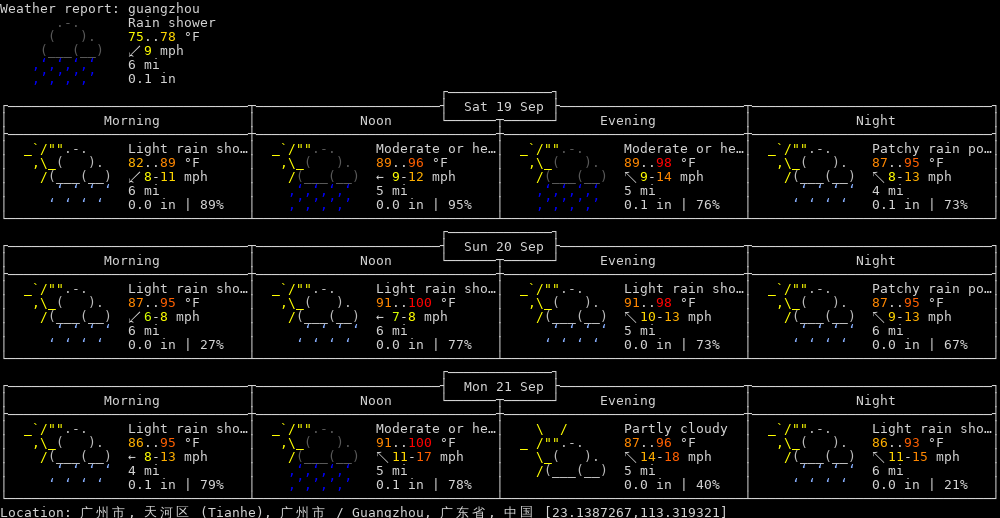 Weather report: guangzhou
Rain shower
75..78 °F
↙ 9 mph
6 mi
0.1 in
Sat 19 Sep
Morning Noon Evening Night
Light rain sho… Moderate or he… Moderate or he… Patchy rain po…
82..89 °F 89..96 °F 89..98 °F 87..95 °F
↙ 8-11 mph ← 9-12 mph ↖ 9-14 mph ↖ 8-13 mph
6 mi 5 mi 5 mi 4 mi
0.0 in | 89% 0.0 in | 95% 0.1 in | 76% 0.1 in | 73%
Sun 20 Sep
Morning Noon Evening Night
Light rain sho… Light rain sho… Light rain sho… Patchy rain po…
87..95 °F 91..100 °F 91..98 °F 87..95 °F
↙ 6-8 mph ← 7-8 mph ↖ 10-13 mph ↖ 9-13 mph
6 mi 6 mi 5 mi 6 mi
0.0 in | 27% 0.0 in | 77% 0.0 in | 73% 0.0 in | 67%
Mon 21 Sep
Morning Noon Evening Night
Light rain sho… Moderate or he… Partly cloudy Light rain sho…
86..95 °F 91..100 °F 87..96 °F 86..93 °F
← 8-13 mph ↖ 11-17 mph ↖ 14-18 mph ↖ 11-15 mph
4 mi 5 mi 5 mi 6 mi
0.1 in | 79% 0.1 in | 78% 0.0 in | 40% 0.0 in | 21%
Location: 广州市, 天河区 (Tianhe), 广州市 / Guangzhou, 广东省, 中国 [23.1387267,113.319321]